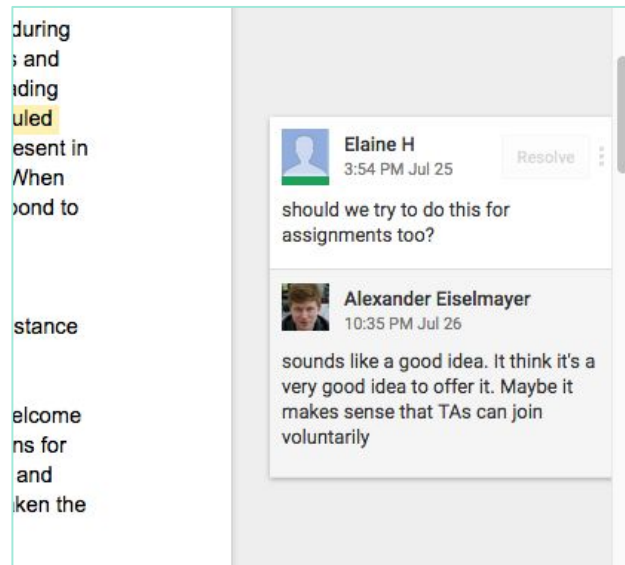 during
s and
ading
uled
esent in
When
pond to
stance
elcome
ns for
and
ken the
Elaine H
3:54 PM Jul 25
Resolve
should we try to do this for
assignments too?
Alexander Eiselmayer
10:35 PM Jul 26
sounds like a good idea. It think it's a
very good idea to offer it. Maybe it
makes sense that TAs can join
voluntarily